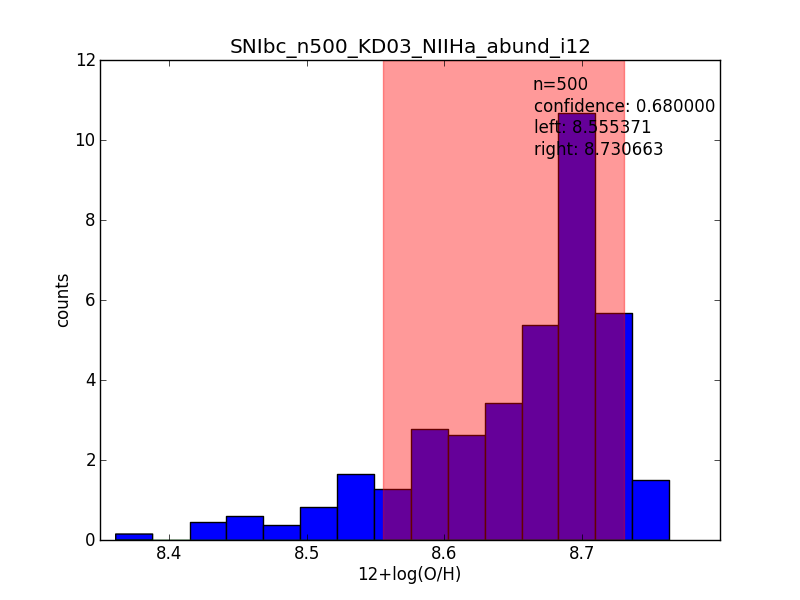 SNIbc_n500_KD03_NIIHa_abund_i12
n=500
confidence: 0.680000
left: 8.555371
right: 8.730663
12
10
8
6
4
2
0
counts
8.4 8.5 8.6 8.7
12+log(O/H)